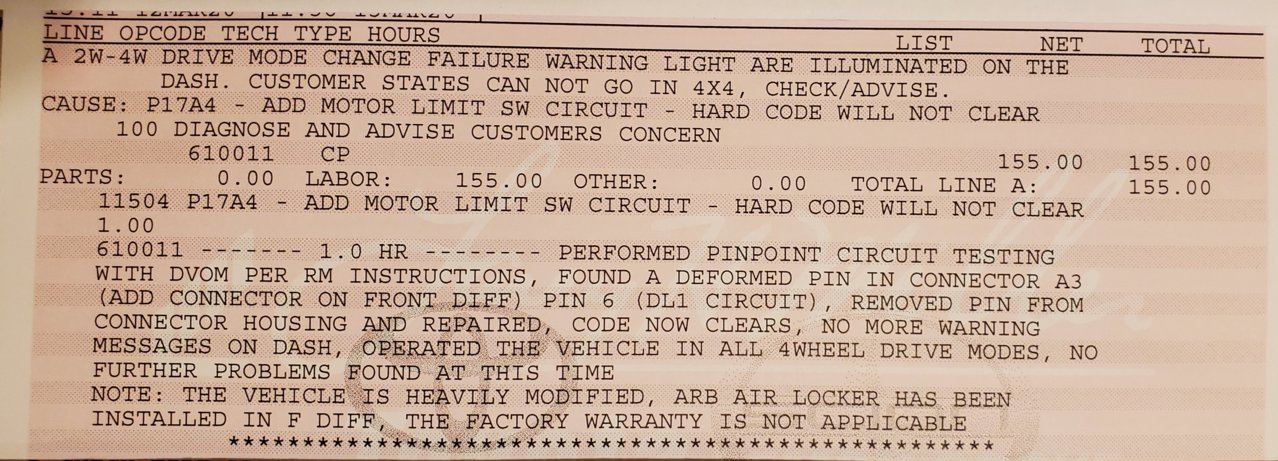 15:11 12MAR20 11:50 13MAR20
LINE OPCODE TECH TYPE HOURS LIST NET TOTAL
A 2W-4W DRIVE MODE CHANGE FAILURE WARNING LIGHT ARE ILLUMINATED ON THE
DASH. CUSTOMER STATES CAN NOT GO IN 4X4, CHECK/ADVISE.
CAUSE: P17A4 - ADD MOTOR LIMIT SW CIRCUIT - HARD CODE WILL NOT CLEAR
100 DIAGNOSE AND ADVISE CUSTOMERS CONCERN
610011 CP 155.00 155.00
PARTS: 0.00 LABOR: 155.00 OTHER: 0.00 TOTAL LINE A: 155.00
11504 P17A4 - ADD MOTOR LIMIT SW CIRCUIT - HARD CODE WILL NOT CLEAR
1.00
610011 ------- 1.0 HR -------- PERFORMED PINPOINT CIRCUIT TESTING
WITH DVOM PER RM INSTRUCTIONS, FOUND A DEFORMED PIN IN CONNECTOR A3
(ADD CONNECTOR ON FRONT DIFF) PIN 6 (DL1 CIRCUIT), REMOVED PIN FROM
CONNECTOR HOUSING AND REPAIRED, CODE NOW CLEARS, NO MORE WARNING
MESSAGES ON DASH, OPERATED THE VEHICLE IN ALL 4WHEEL DRIVE MODES, NO
FURTHER PROBLEMS FOUND AT THIS TIME
NOTE: THE VEHICLE IS HEAVILY MODIFIED, ARB AIR LOCKER HAS BEEN
INSTALLED IN F DIFF, THE FACTORY WARRANTY IS NOT APPLICABLE
****************************************************